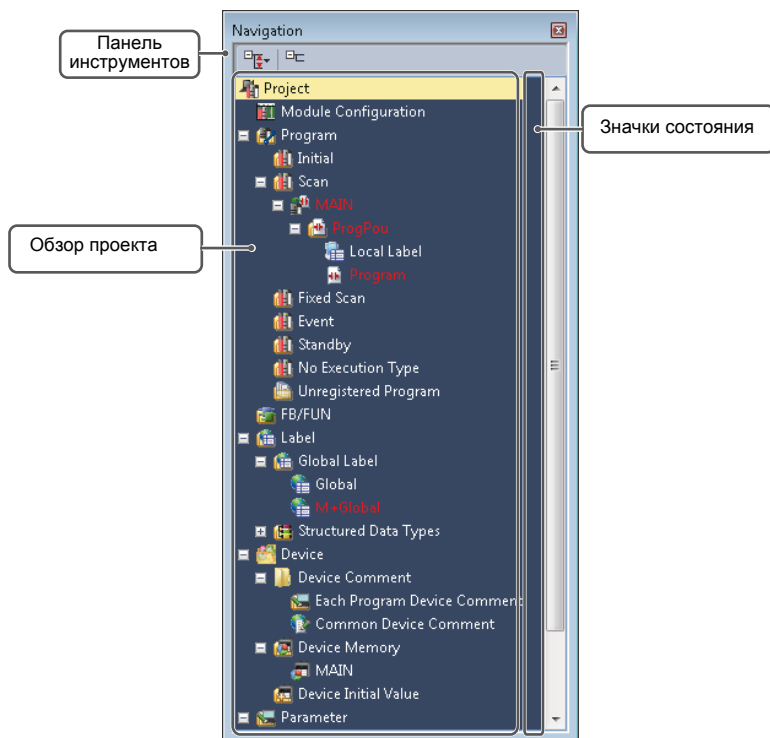 Navigation
Панель
инструментов
Project
Module Configuration
Значки состояния
Program
Initial
Scan
MAIN
ProgPou
Обзор проекта
Local Label
Program
Fixed Scan
Event
Standby
No Execution Type
Unregistered Program
FB/FUN
Label
Global Label
Global
M+Global
Structured Data Types
Device
Device Comment
Each Program Device Comment
Common Device Comment
Device Memory
MAIN
Device Initial Value
Parameter